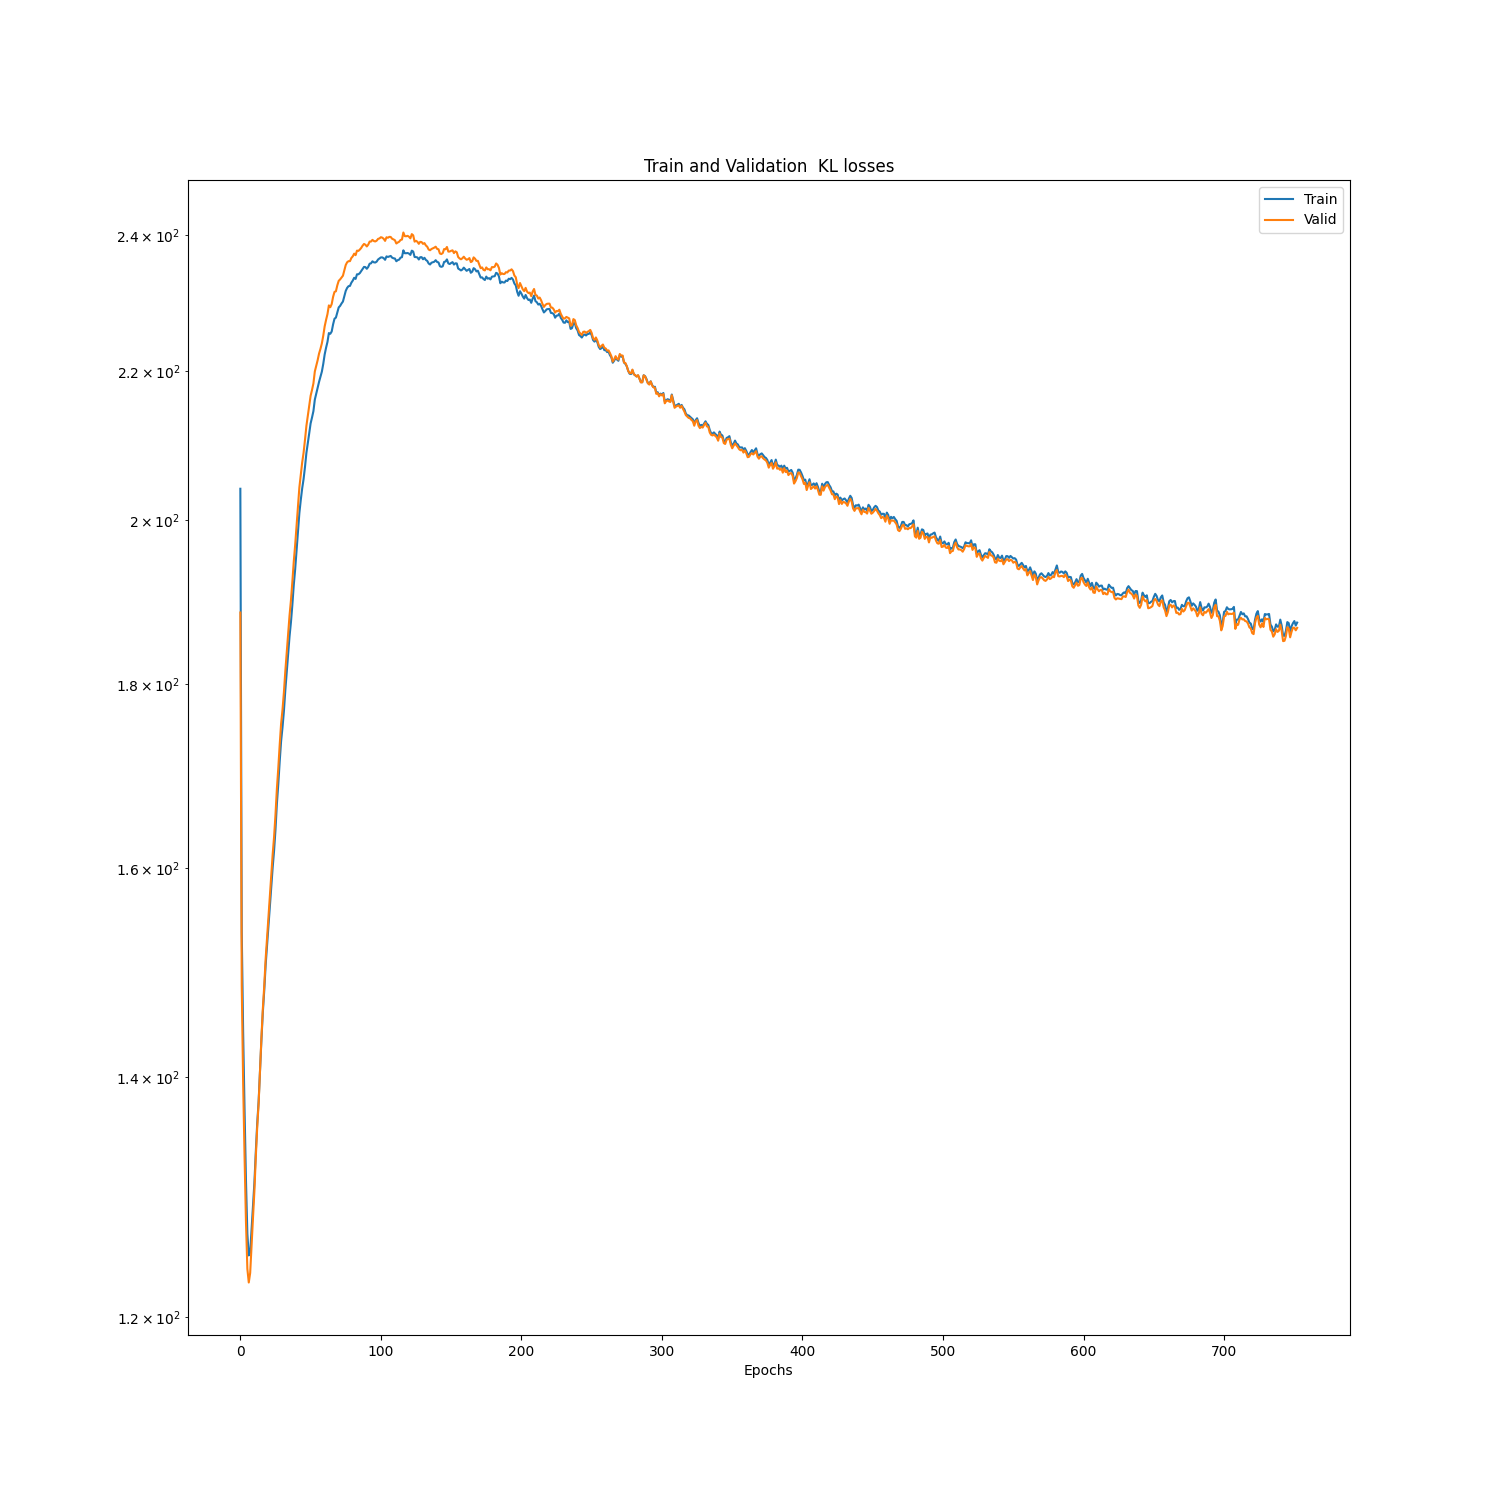 Train and Validation  KL losses
Train
Valid
2.4 × 10²
2.2 × 10²
2 × 10²
1.8 × 10²
1.6 × 10²
1.4 × 10²
1.2 × 10²
0 100 200 300 400 500 600 700
Epochs